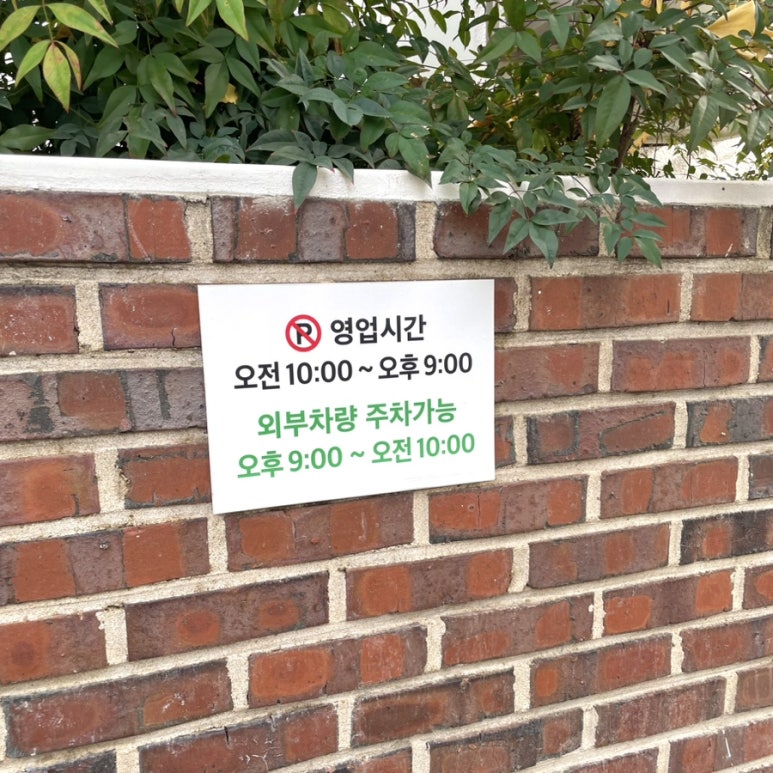 P 영업시간
오전 10:00 ~ 오후 9:00
외부차량 주차가능
오후 9:00 ~ 오전 10:00